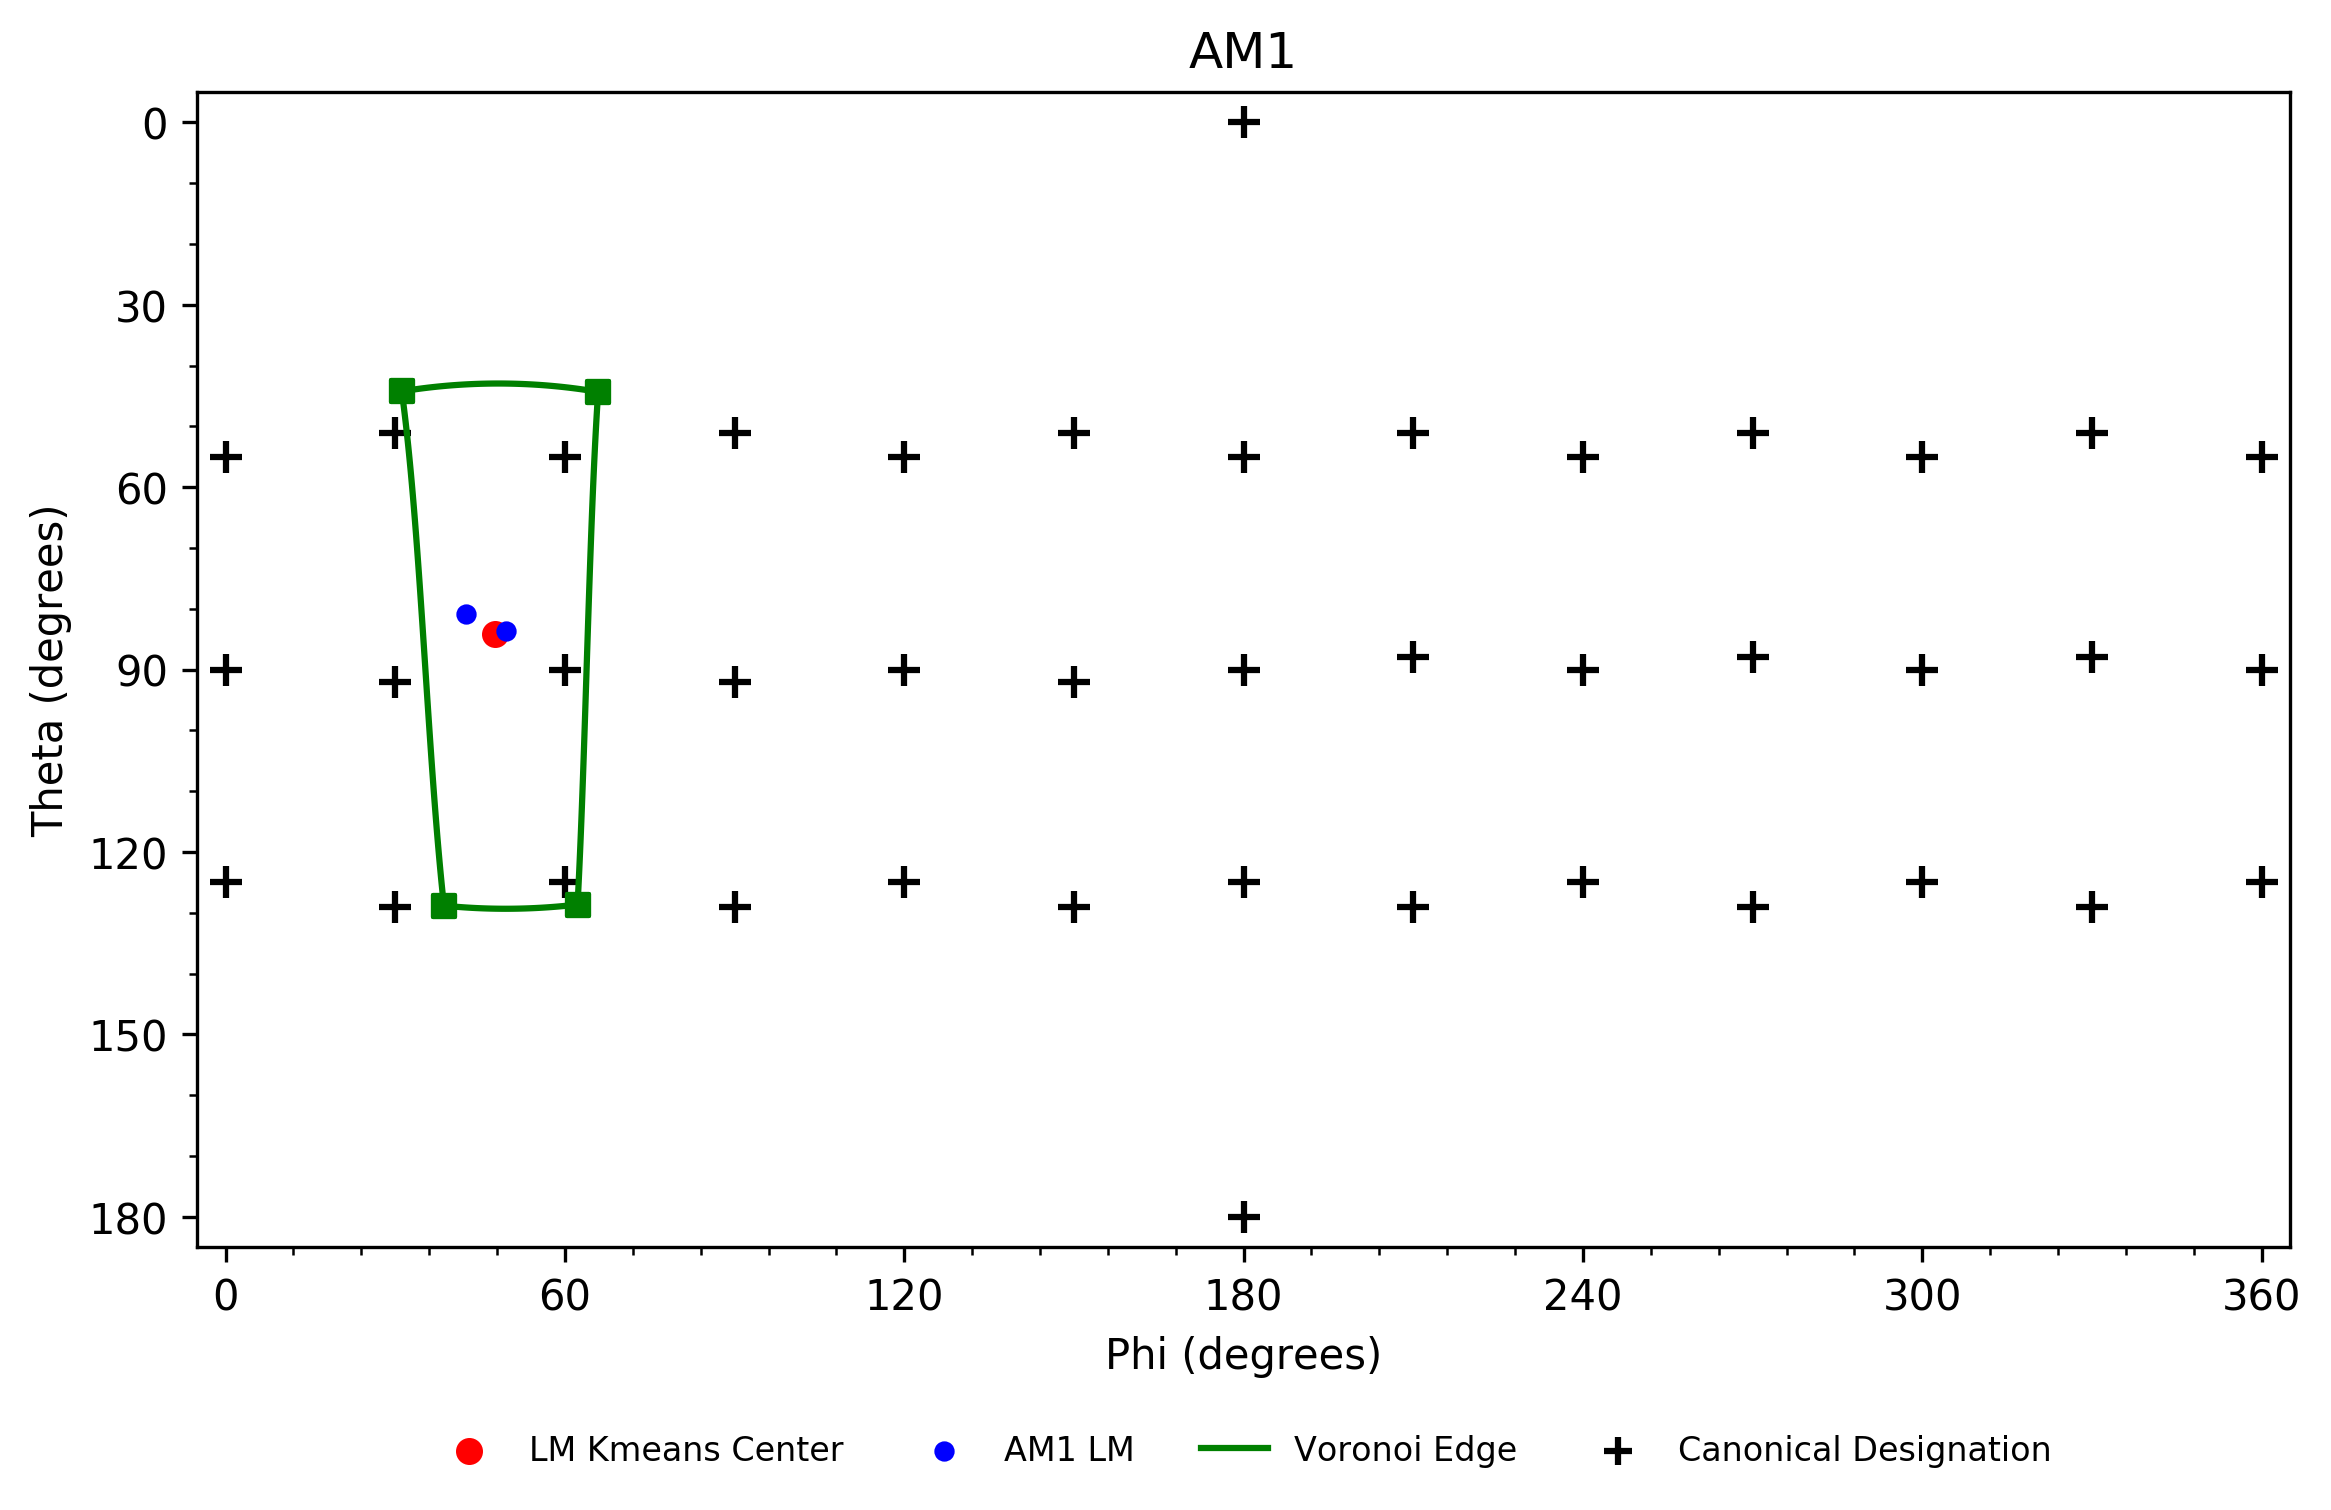 AM1
0
30
60
90
120
150
180
Theta (degrees)
0 60 120 180 240 300 360
Phi (degrees)
LM Kmeans Center AM1 LM Voronoi Edge Canonical Designation